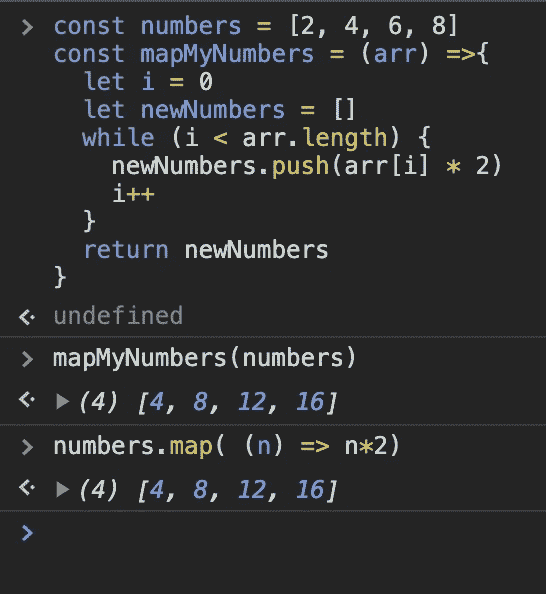 const numbers = [2, 4, 6, 8]
const mapMyNumbers = (arr) =>{
let i = 0
let newNumbers = []
while (i < arr.length) {
newNumbers.push(arr[i] * 2)
i++
}
return newNumbers
}
undefined
mapMyNumbers(numbers)
(4) [4, 8, 12, 16]
numbers.map( (n) => n*2)
(4) [4, 8, 12, 16]